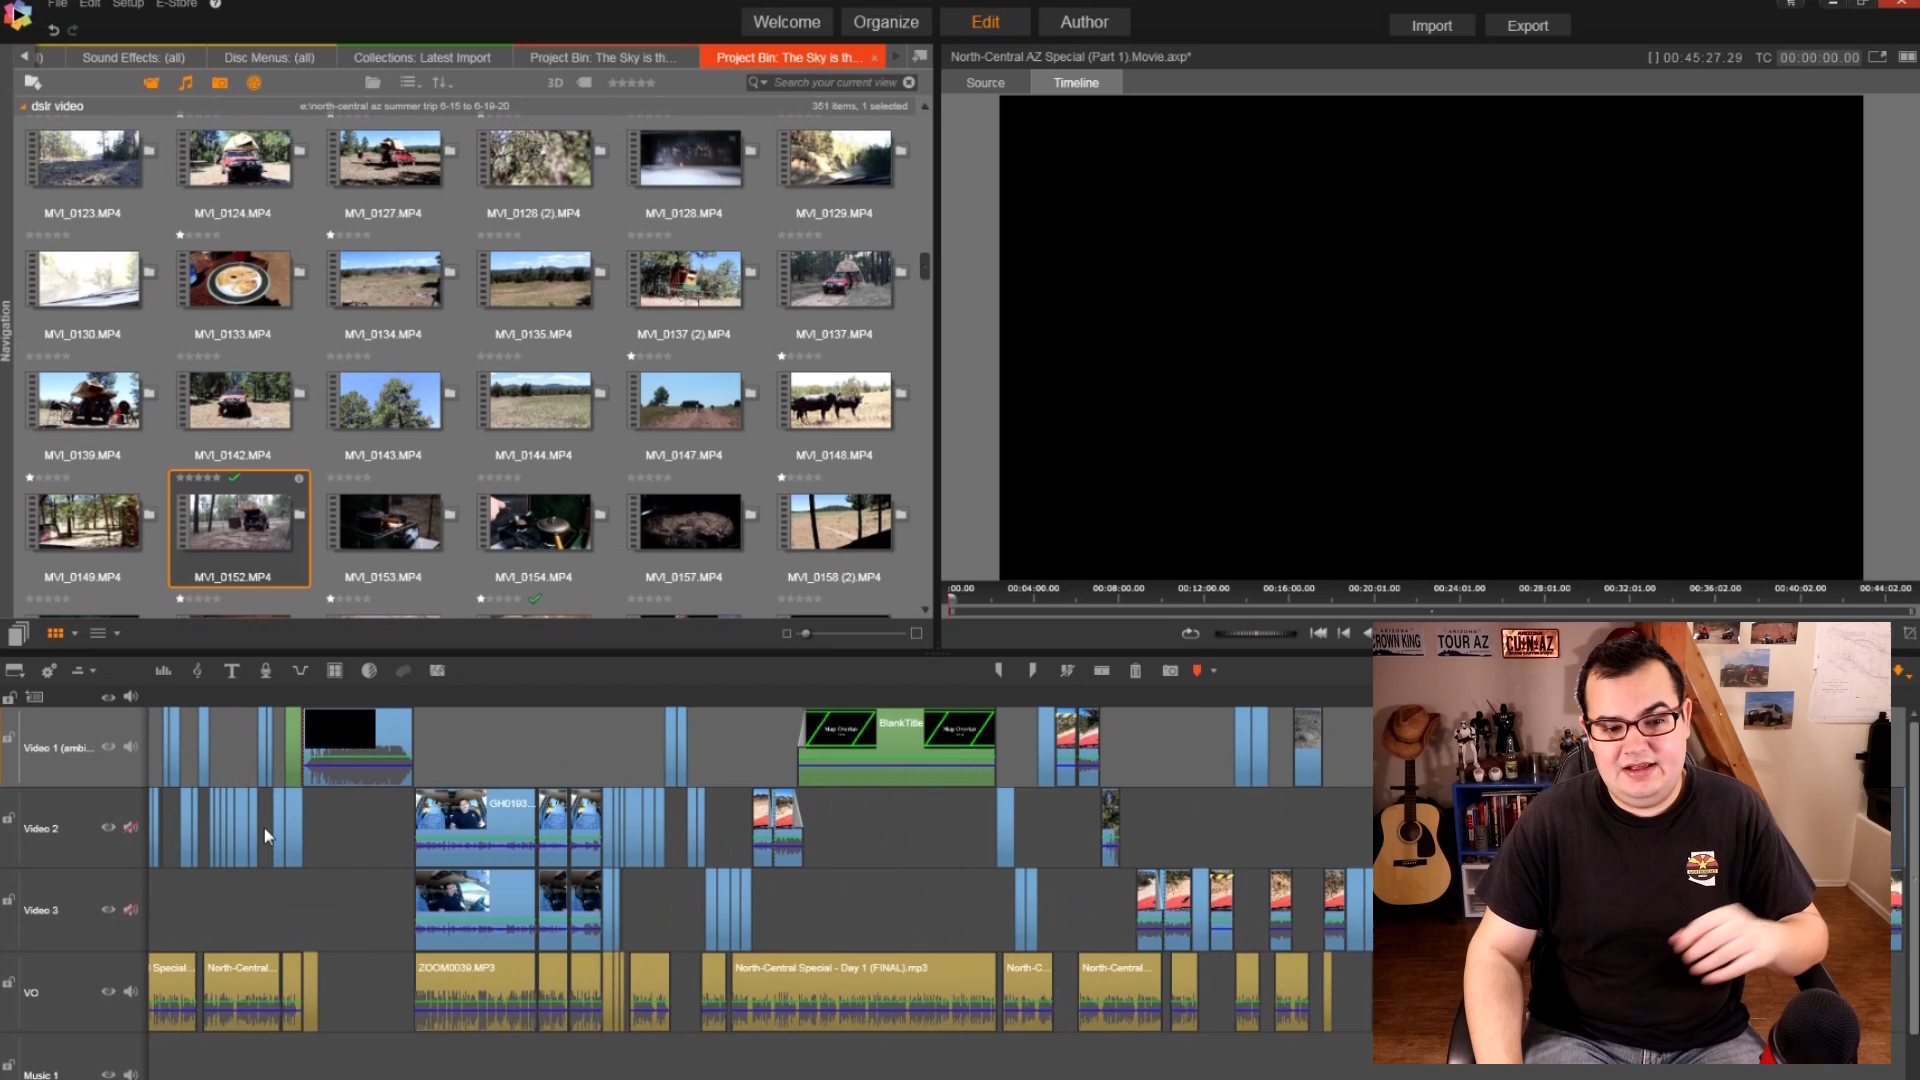 File Edit Setup E-Store
Welcome Organize Edit Author Import Export
Sound Effects: (all) Disc Menus: (all) Collections: Latest Import Project Bin: The Sky is th... Project Bin: The Sky is th...
North-Central AZ Special (Part 1).Movie.axp*
[ ] 00:45:27.29 TC 00:00:00.00
3D Search your current view
Source Timeline
dslr video e:\north-central az summer trip 6-15 to 6-19-20 351 items, 1 selected
MVI_0123.MP4 MVI_0124.MP4 MVI_0127.MP4 MVI_0128 (2).MP4 MVI_0128.MP4 MVI_0129.MP4
MVI_0130.MP4 MVI_0133.MP4 MVI_0134.MP4 MVI_0135.MP4 MVI_0137 (2).MP4 MVI_0137.MP4
Navigation
MVI_0139.MP4 MVI_0142.MP4 MVI_0143.MP4 MVI_0144.MP4 MVI_0147.MP4 MVI_0148.MP4
MVI_0149.MP4 MVI_0152.MP4 MVI_0153.MP4 MVI_0154.MP4 MVI_0157.MP4 MVI_0158 (2).MP4
:00.00 00:04:00.00 00:08:00.00 00:12:00.00 00:16:00.00 00:20:01.00 00:24:01.00 00:28:01.00 00:32:01.00 00:36:02.00 00:40:02.00 00:44:02.00
ARIZONA ARIZONA
CROWN KING TOUR AZ CUINAZ
Video 1 (ambi...
Map Overlay BlankTitle Map Overlay
Video 2
GH0193...
Video 3
VO
Special... North-Central... ZOOM0039.MP3 North-Central Special - Day 1 (FINAL).mp3 North-C... North-Central...
Music 1